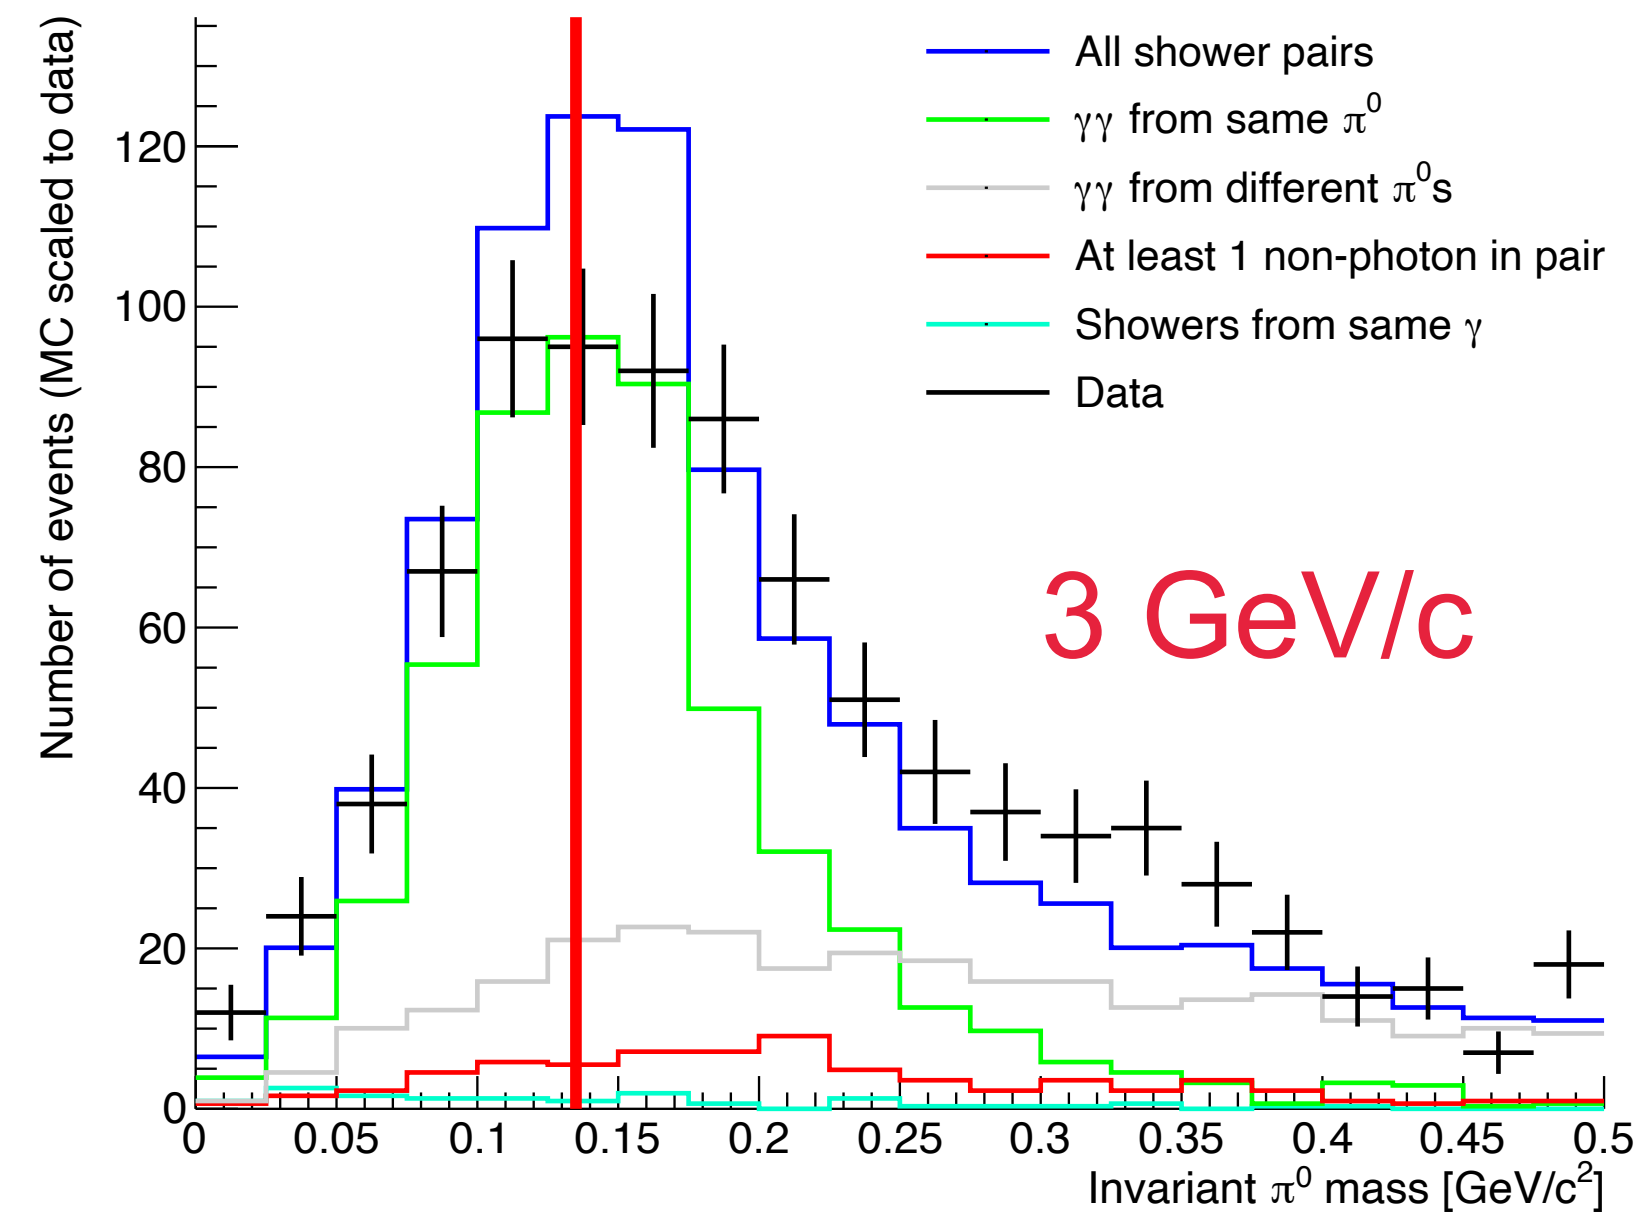 Number of events (MC scaled to data)
120
100
80
60
40
20
0
All shower pairs
γγ from same π⁰
γγ from different π⁰s
At least 1 non-photon in pair
Showers from same γ
Data
3 GeV/c
0 0.05 0.1 0.15 0.2 0.25 0.3 0.35 0.4 0.45 0.5
Invariant π⁰ mass [GeV/c²]